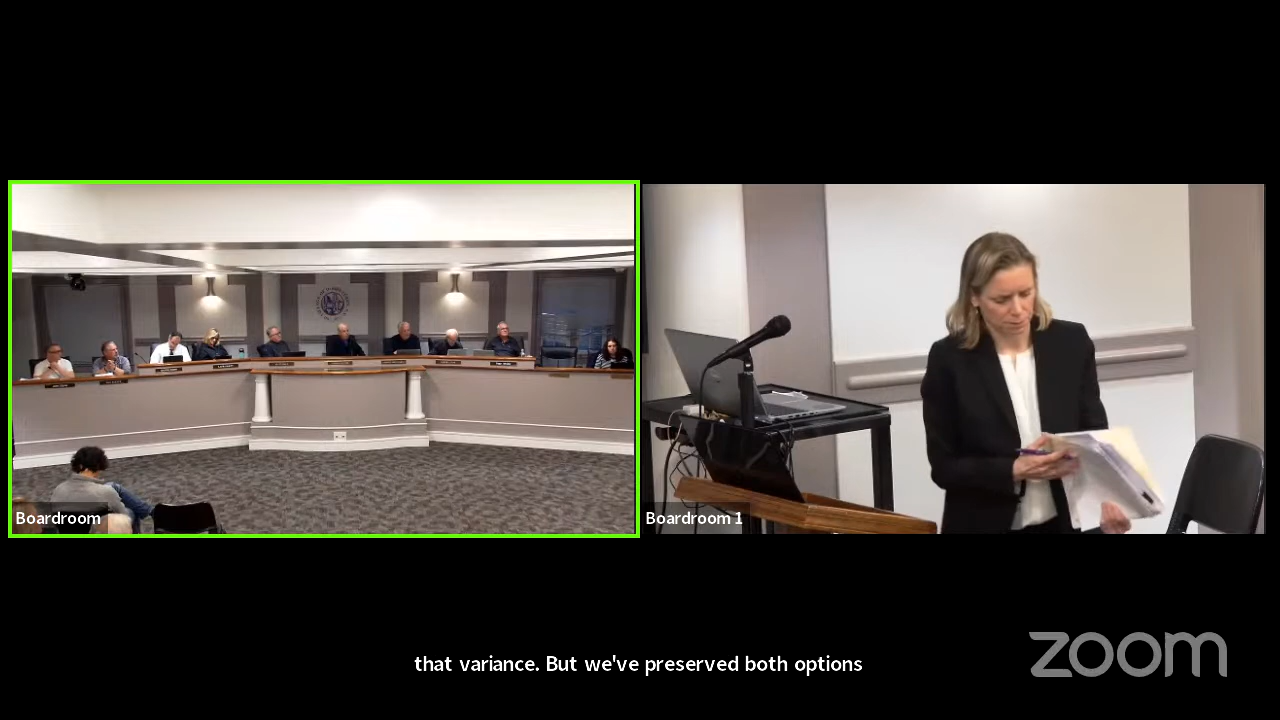 Boardroom
Boardroom 1
that variance. But we've preserved both options
zoom